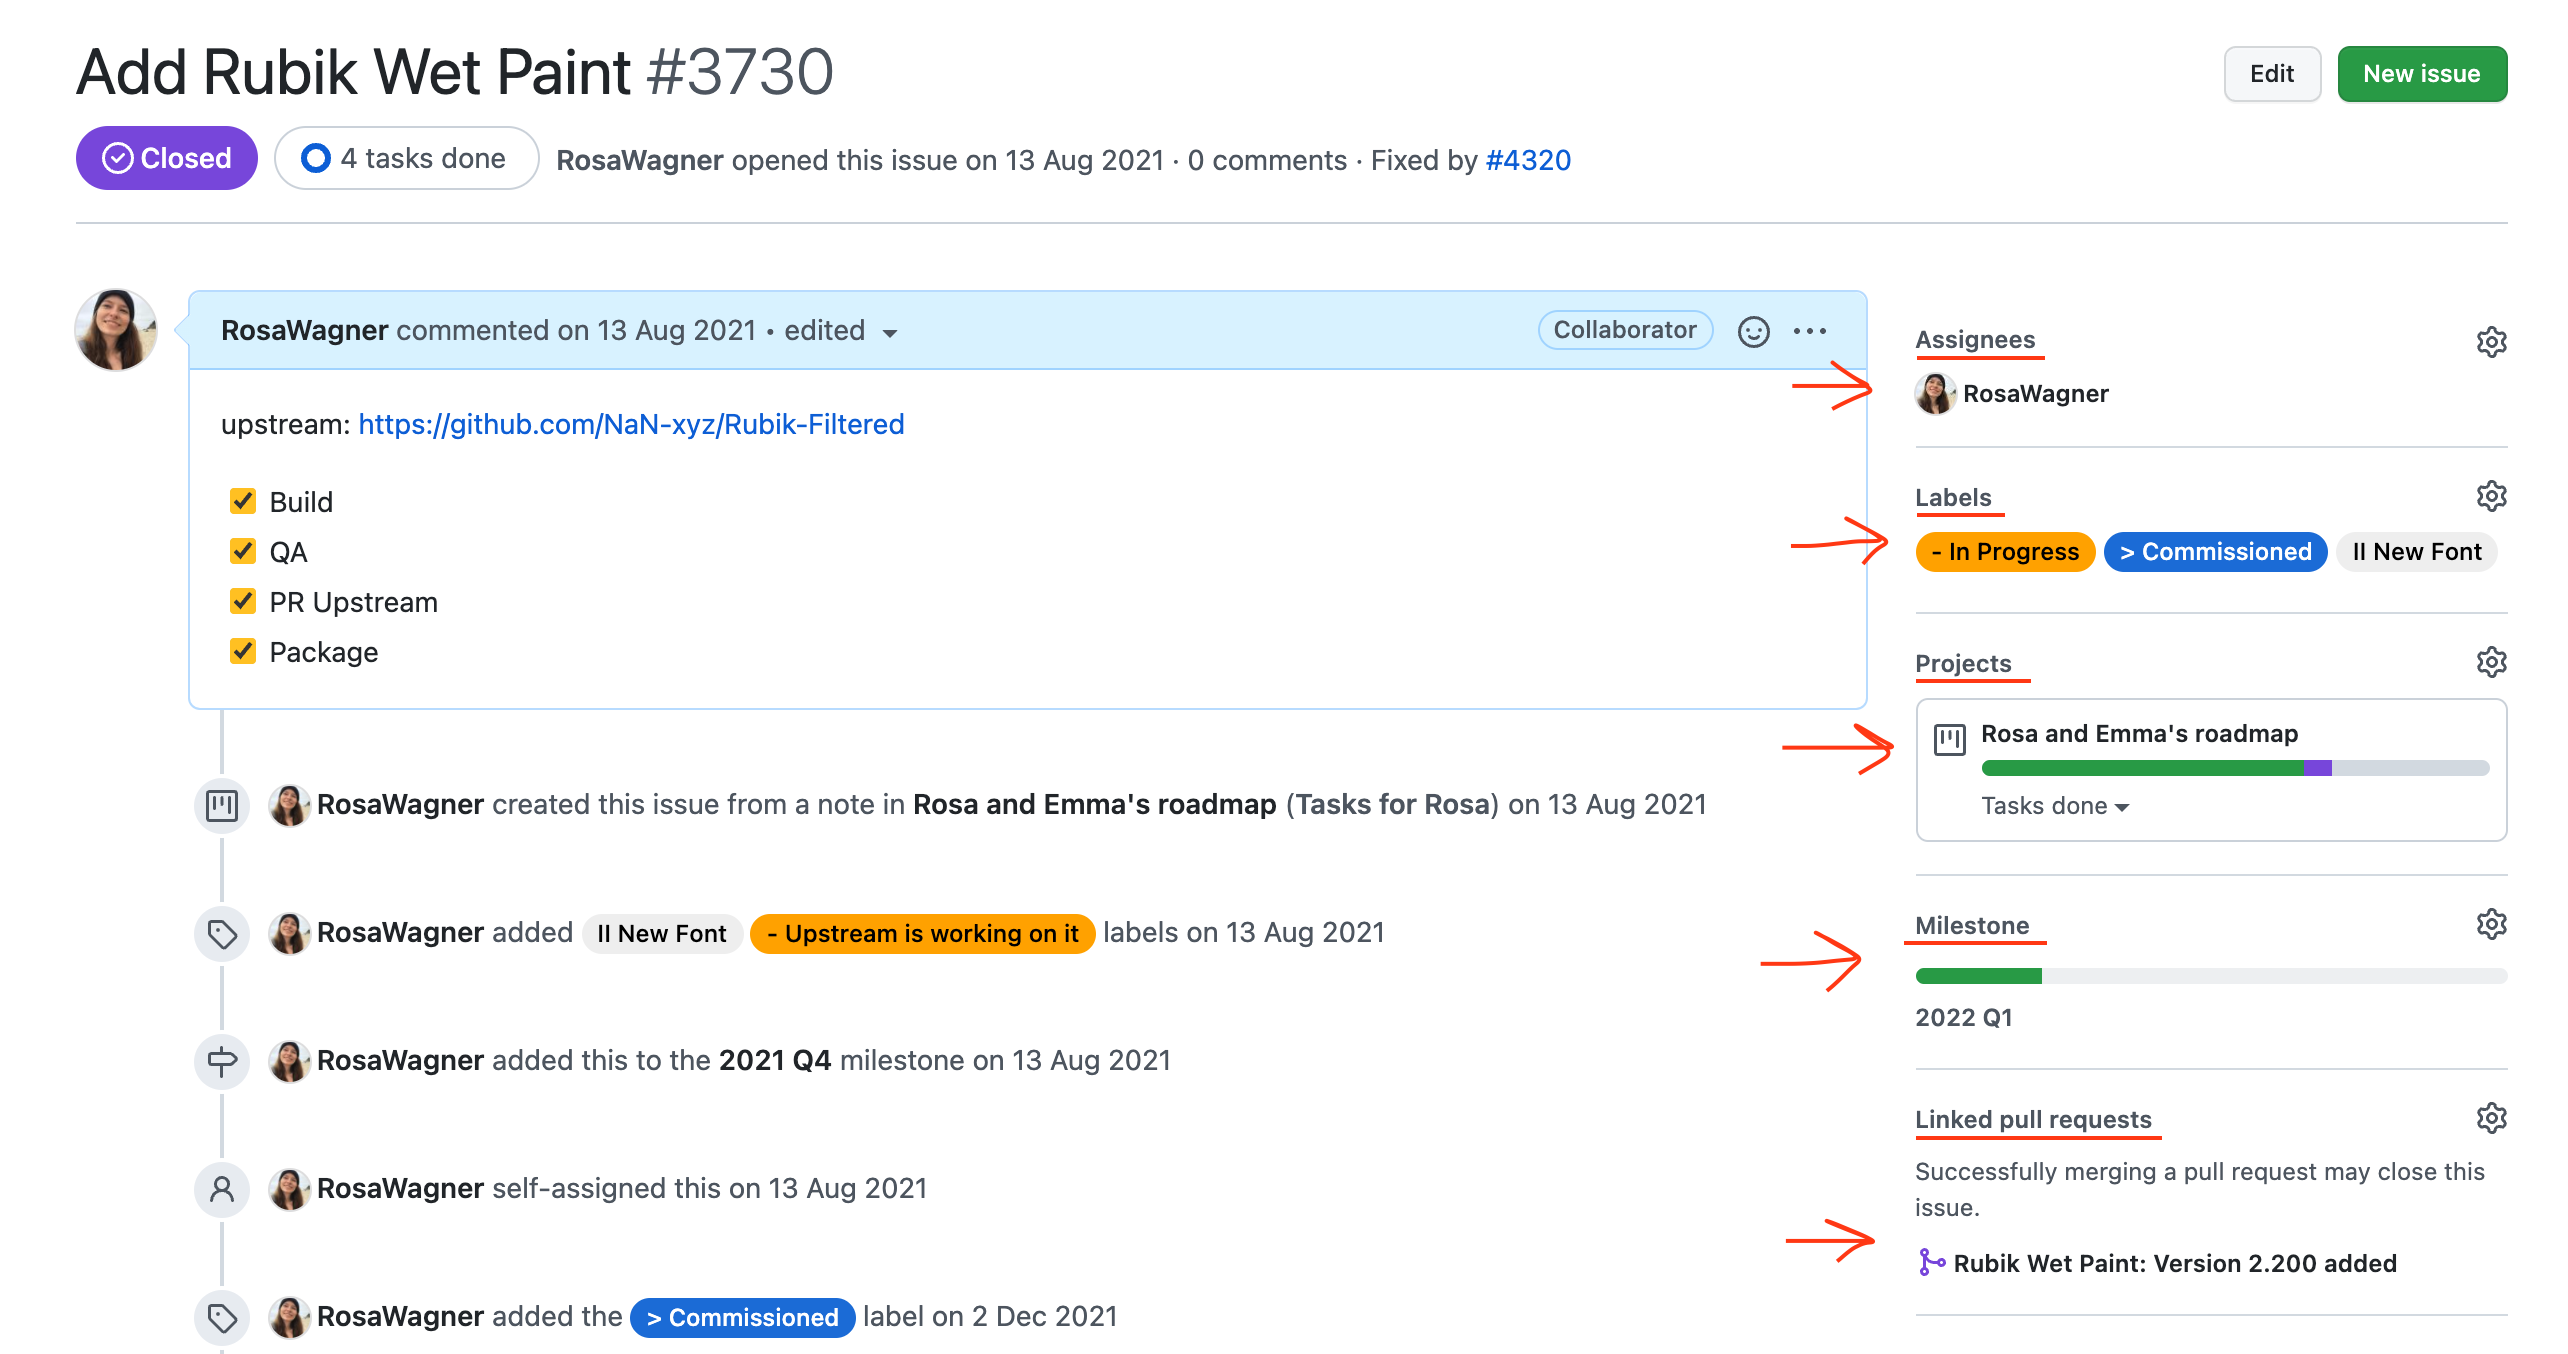 Add Rubik Wet Paint #3730
Edit
New issue
Closed
4 tasks done
RosaWagner opened this issue on 13 Aug 2021 · 0 comments · Fixed by #4320
RosaWagner commented on 13 Aug 2021 • edited
Collaborator
upstream: https://github.com/NaN-xyz/Rubik-Filtered
Build
QA
PR Upstream
Package
RosaWagner created this issue from a note in Rosa and Emma's roadmap (Tasks for Rosa) on 13 Aug 2021
RosaWagner added II New Font - Upstream is working on it labels on 13 Aug 2021
RosaWagner added this to the 2021 Q4 milestone on 13 Aug 2021
RosaWagner self-assigned this on 13 Aug 2021
RosaWagner added the > Commissioned label on 2 Dec 2021
Assignees
RosaWagner
Labels
- In Progress > Commissioned II New Font
Projects
Rosa and Emma's roadmap
Tasks done
Milestone
2022 Q1
Linked pull requests
Successfully merging a pull request may close this
issue.
Rubik Wet Paint: Version 2.200 added